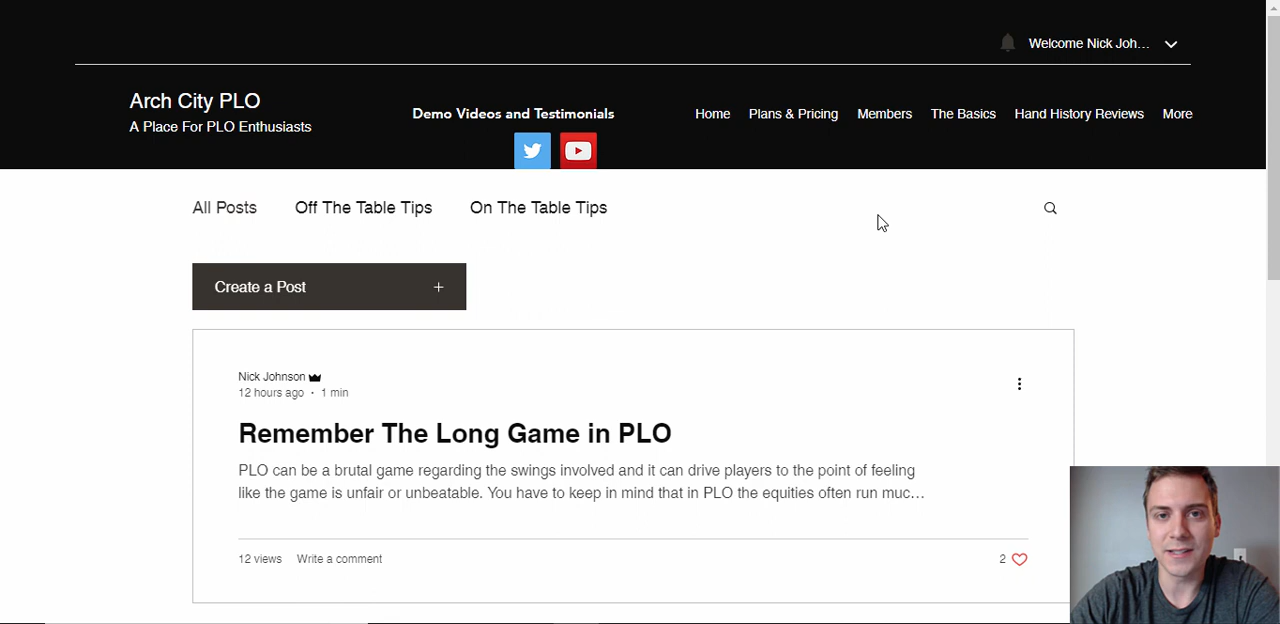 Welcome Nick Joh...
Arch City PLO
A Place For PLO Enthusiasts
Demo Videos and Testimonials
Home Plans & Pricing Members The Basics Hand History Reviews More
All Posts Off The Table Tips On The Table Tips
Create a Post +
Nick Johnson
12 hours ago · 1 min
Remember The Long Game in PLO
PLO can be a brutal game regarding the swings involved and it can drive players to the point of feeling
like the game is unfair or unbeatable. You have to keep in mind that in PLO the equities often run muc...
12 views Write a comment 2